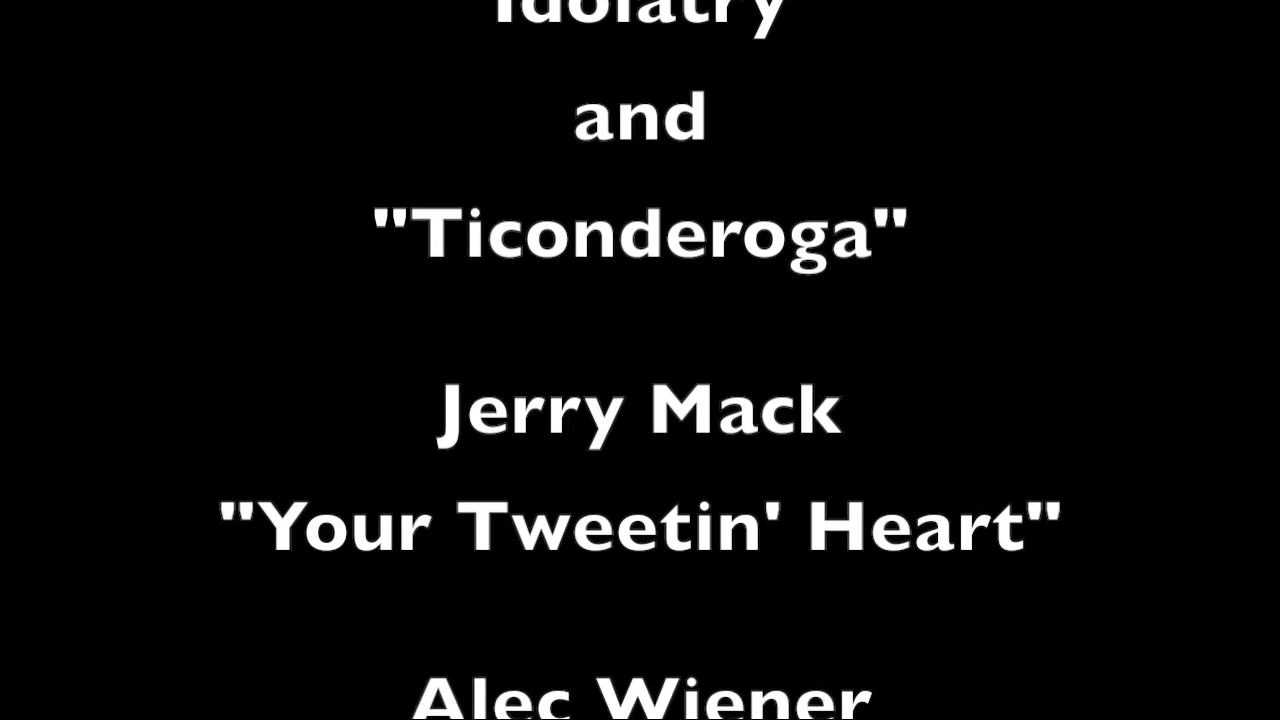 Idolatry
and
"Ticonderoga"
Jerry Mack
"Your Tweetin' Heart"
Alec Wiener